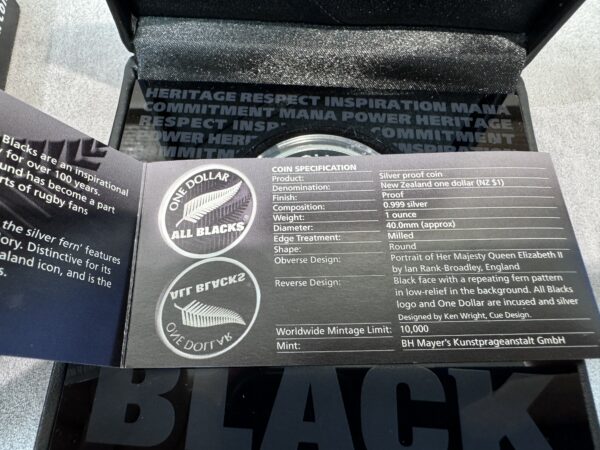 HERITAGE RESPECT INSPIRATION MANA
COMMITMENT MANA POWER HERITAGE
RESPECT INSP COMMITMENT
POWER HER INSPIRATION
Blacks are an inspirational
for over 100 years.
und has become a part
rts of rugby fans
the silver fern' features
ory. Distinctive for its
aland icon, and is the
s.
ONE DOLLAR
ALL BLACKS
ALL BLACKS
ONE DOLLAR
COIN SPECIFICATION
Product: Silver proof coin
Denomination: New Zealand one dollar (NZ $1)
Finish: Proof
Composition: 0.999 silver
Weight: 1 ounce
Diameter: 40.0mm (approx)
Edge Treatment: Milled
Shape: Round
Obverse Design: Portrait of Her Majesty Queen Elizabeth II
by Ian Rank-Broadley, England
Reverse Design: Black face with a repeating fern pattern
in low-relief in the background. All Blacks
logo and One Dollar are incused and silver
Designed by Ken Wright, Cue Design.
Worldwide Mintage Limit: 10,000
Mint: BH Mayer's Kunstprageanstalt GmbH
BLACK